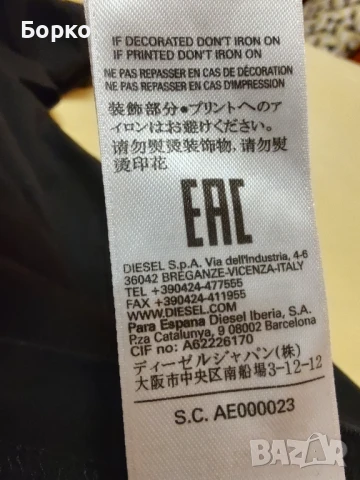 Борко
IF DECORATED DON'T IRON ON
IF PRINTED DON'T IRON ON
NE PAS REPASSER EN CAS DE DÉCORATION
NE PAS REPASSER EN CAS D'IMPRESSION
装飾部分●プリントへのア
イロンはお避けください。
请勿熨烫装饰物,请勿熨
烫印花
EAC
DIESEL S.p.A. Via dell'Industria, 4-6
36042 BREGANZE-VICENZA-ITALY
TEL +390424-477555
FAX +390424-411955
WWW.DIESEL.COM
Para Espana Diesel Iberia, S.A.
P.za Catalunya, 9 08002 Barcelona
CIF no: A62226170
ディーゼルジャパン(株)
大阪市中央区南船場3-12-12
S.C. AE000023
BAZAR